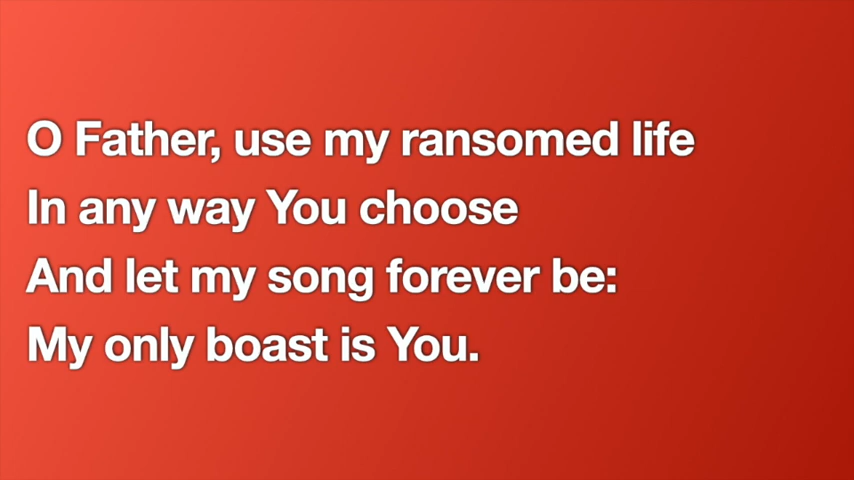 O Father, use my ransomed life
In any way You choose
And let my song forever be:
My only boast is You.